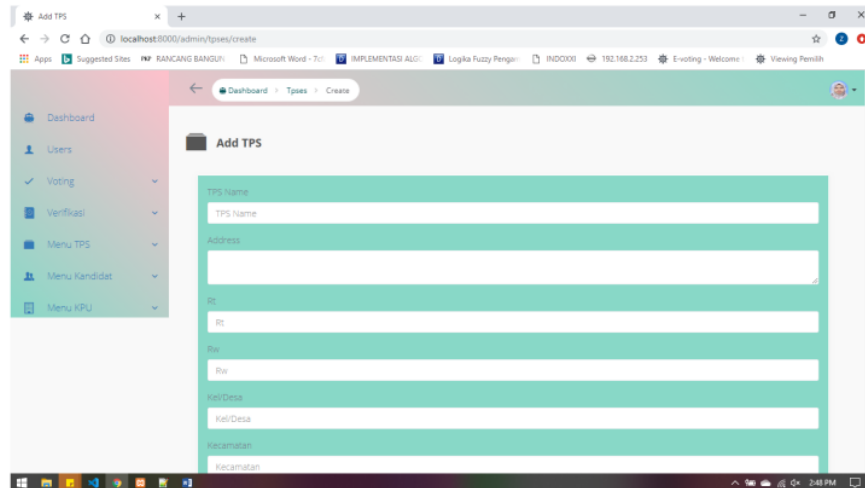 Add TPS
localhost:8000/admin/tpses/create
Apps Suggested Sites RANCANG BANGUN Microsoft Word - 7c1 IMPLEMENTASI ALG Logika Fuzzy Pengan INDOXXI 192.168.2.253 E-voting - Welcome Viewing Pemilih
Dashboard > Tpses > Create
Dashboard
Users
Voting
Verifikasi
Menu TPS
Menu Kandidat
Menu KPU
Add TPS
TPS Name
TPS Name
Address
Rt
Rt
Rw
Rw
Kel/Desa
Kel/Desa
Kecamatan
Kecamatan
2:48 PM